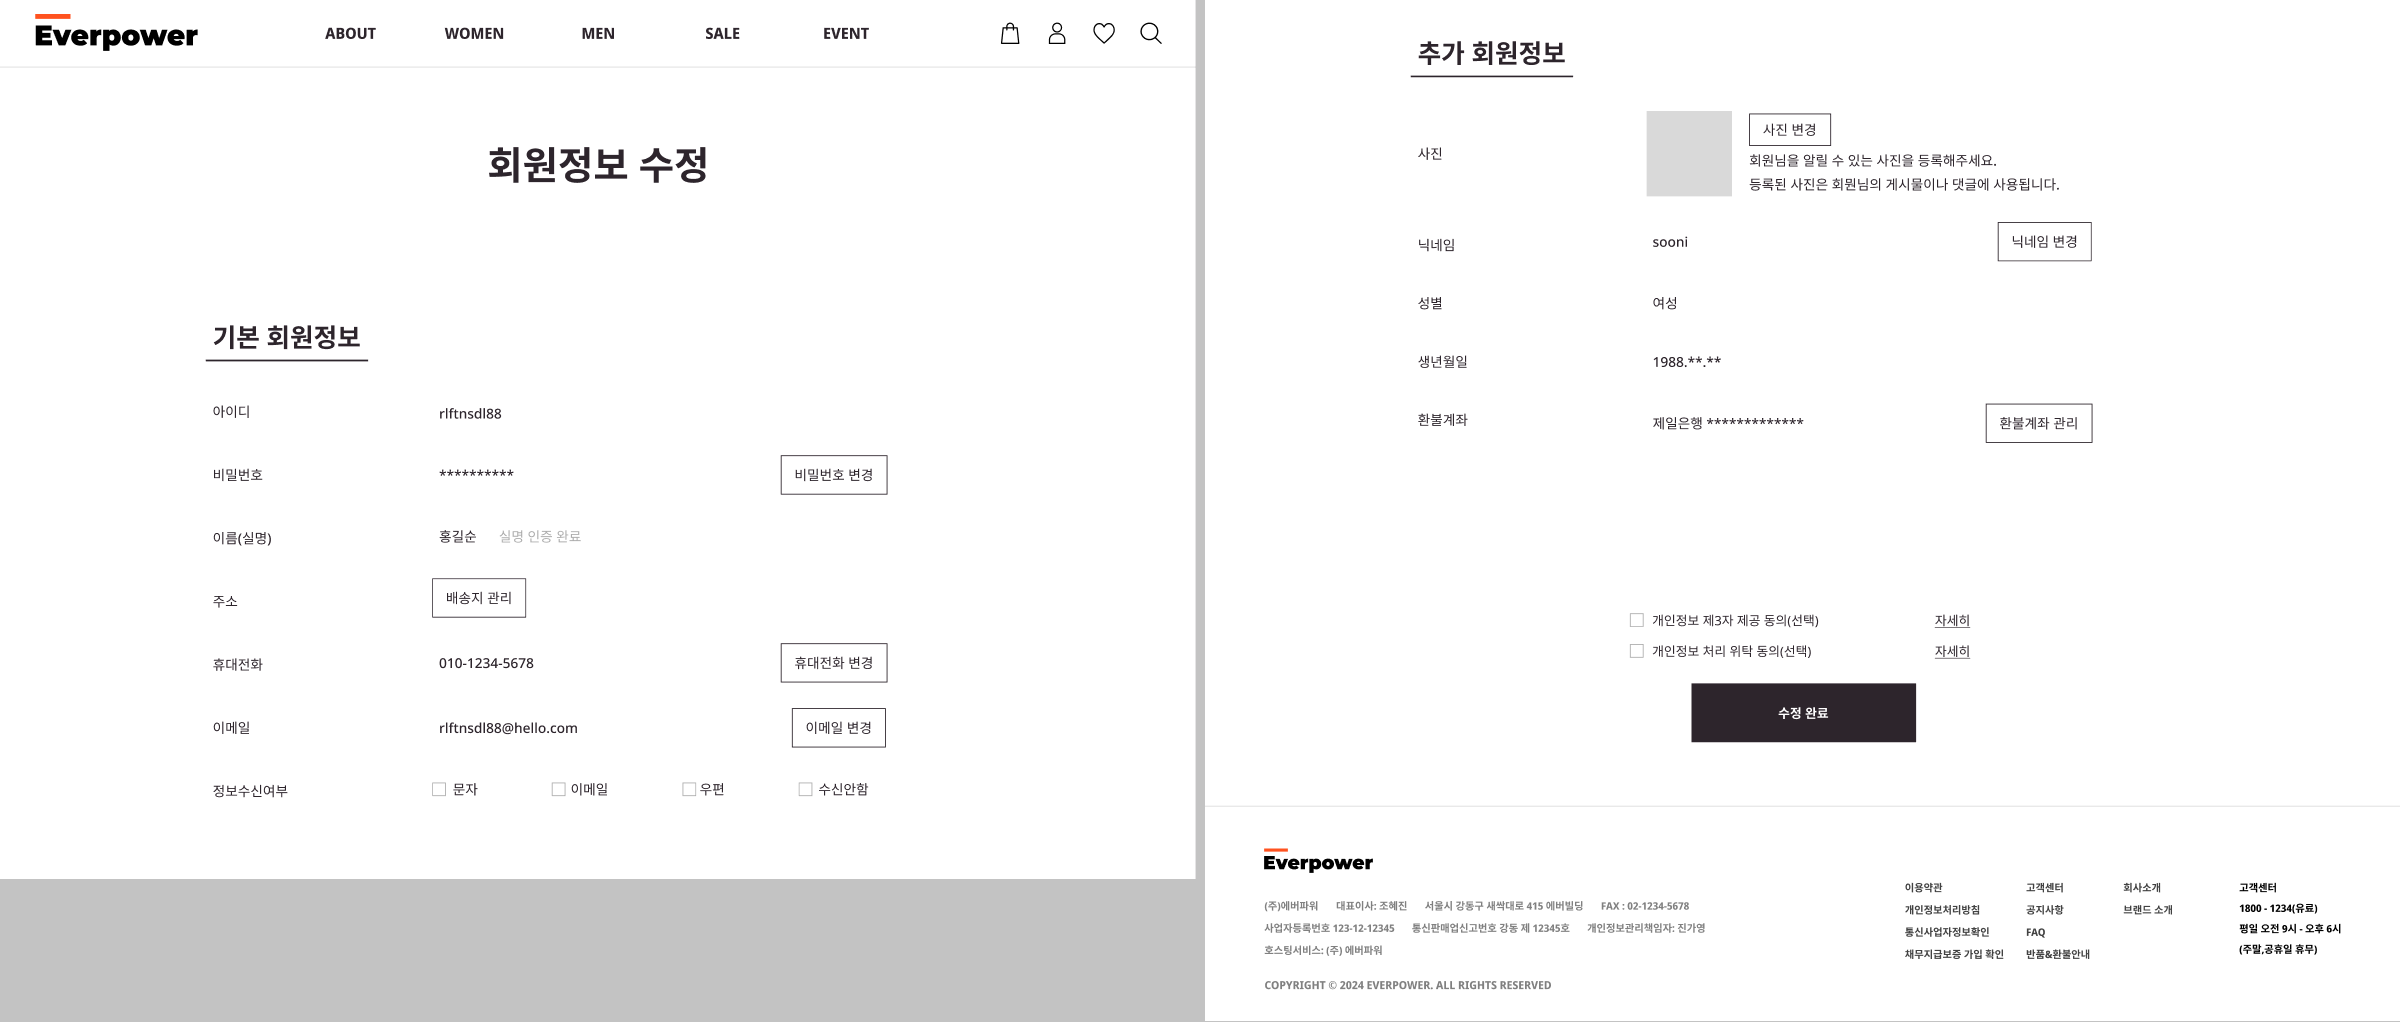 Everpower
ABOUT WOMEN MEN SALE EVENT
회원정보 수정
기본 회원정보
아이디 rlftnsdl88
비밀번호 ********** 비밀번호 변경
이름(실명) 홍길순 실명 인증 완료
주소 배송지 관리
휴대전화 010-1234-5678 휴대전화 변경
이메일 rlftnsdl88@hello.com 이메일 변경
정보수신여부 문자 이메일 우편 수신안함
추가 회원정보
사진 변경
사진
회원님을 알릴 수 있는 사진을 등록해주세요.
등록된 사진은 회뭔님의 게시물이나 댓글에 사용됩니다.
닉네임 sooni 닉네임 변경
성별 여성
생년월일 1988.**.**
환불계좌 제일은행 ************* 환불계좌 관리
개인정보 제3자 제공 동의(선택) 자세히
개인정보 처리 위탁 동의(선택) 자세히
수정 완료
Everpower
(주)에버파워 대표이사: 조혜진 서울시 강동구 새싹대로 415 에버빌딩 FAX : 02-1234-5678
사업자등록번호 123-12-12345 통신판매업신고번호 강동 제 12345호 개인정보관리책임자: 진가영
호스팅서비스: (주) 에버파워
COPYRIGHT © 2024 EVERPOWER. ALL RIGHTS RESERVED
이용약관
개인정보처리방침
통신사업자정보확인
채무지급보증 가입 확인
고객센터
공지사항
FAQ
반품&환불안내
회사소개
브랜드 소개
고객센터
1800 - 1234(유료)
평일 오전 9시 - 오후 6시
(주말,공휴일 휴무)